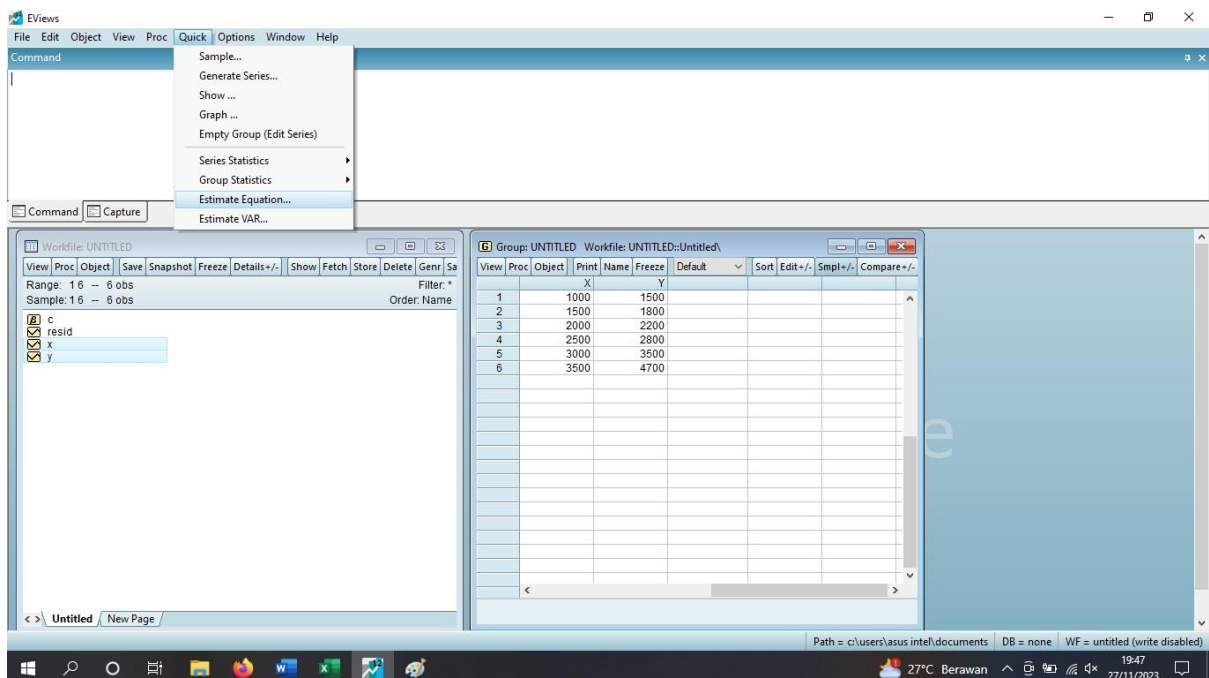 EViews
File Edit Object View Proc Quick Options Window Help
Command
Sample...
Generate Series...
Show ...
Graph ...
Empty Group (Edit Series)
Series Statistics
Group Statistics
Estimate Equation...
Estimate VAR...
Command Capture
Workfile: UNTITLED
View Proc Object Save Snapshot Freeze Details+/- Show Fetch Store Delete Genr Sa
Range: 1 6 -- 6 obs Filter: *
Sample: 1 6 -- 6 obs Order: Name
β c
resid
x
y
Untitled New Page
G Group: UNTITLED Workfile: UNTITLED::Untitled\
View Proc Object Print Name Freeze Default Sort Edit+/- Smpl+/- Compare+/-
X Y
1 1000 1500
2 1500 1800
3 2000 2200
4 2500 2800
5 3000 3500
6 3500 4700
e
Path = c:\users\asus intel\documents DB = none WF = untitled (write disabled)
27°C Berawan
19:47
27/11/2023